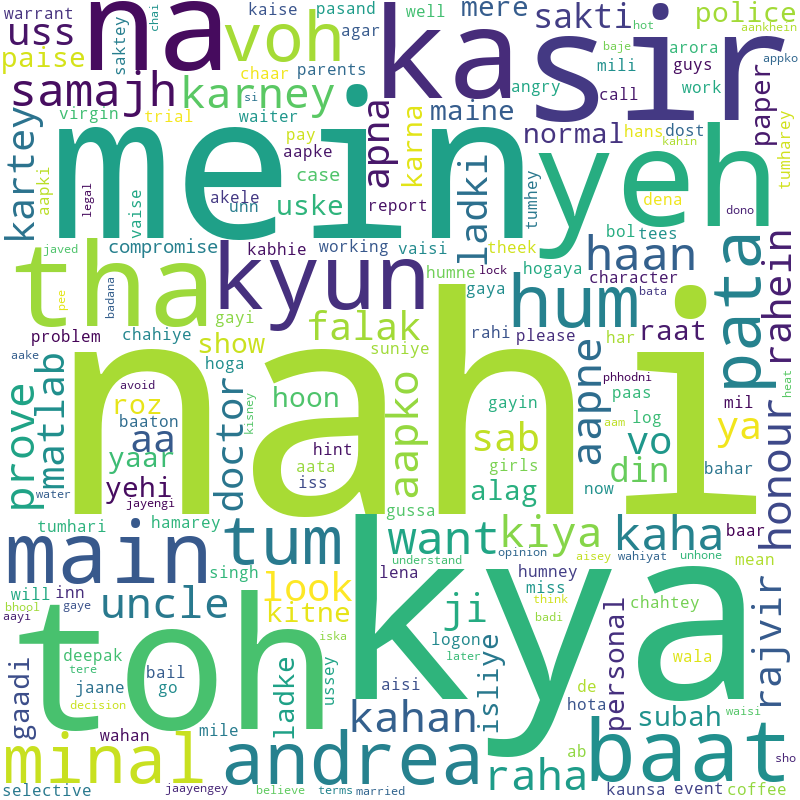 warrant
na
kaise
pasand
well
mere
sakti
hot
police
aankhein
chai
saktey
uss
voh
agar
kasir
baje
appko
paise
chaar
parents
mili
arora
guys
samajh
karney
si
angry
call
work
virgin
trial
waiter
pay
apna
maine
normal
hans
dost
paper
tumharey
kartey
aapki
legal
vaise
mein
aapke
case
karna
ladki
tumhey
yeh
kahin
dena
akele
unn
uske
report
dono
javed
compromise
kabhie
working
vaisi
theek
bol
tees
haan
pee
badana
tha
kyun
humne
lock
hogaya
character
bata
pata
rahein
gaya
hum
problem
chahiye
gayi
falak
rahi
please
har
raat
aake
show
suniye
hoga
nahi
phhodni
paas
mil
heat
matlab
avoid
roz
doctor
hoon
aapko
gayin
aapne
log
ya
honour
prove
baaton
aa
kisney
aam
yaar
hint
sab
girls
vo
aata
iss
alag
now
din
bahar
water
yehi
jayengi
gussa
tumhari
hamarey
main
tum
want
kiya
kaha
baar
understand
opinion
aisey
wahiyat
unhone
mean
will
inn
singh
look
lena
humney
miss
think
chahtey
bhool
gaye
uncle
kitne
kya
ji
badi
personal
rajvir
aayi
toh
iska
logone
later
wala
gaadi
deepak
tere
jaane
bail
go
ladke
ussey
aisi
isliye
de
hota
subah
waisi
decision
kahan
mile
wahan
minal
andrea
raha
ab
baat
sho
selective
jaayengey
believe
terms
married
kaunsa
event
coffee